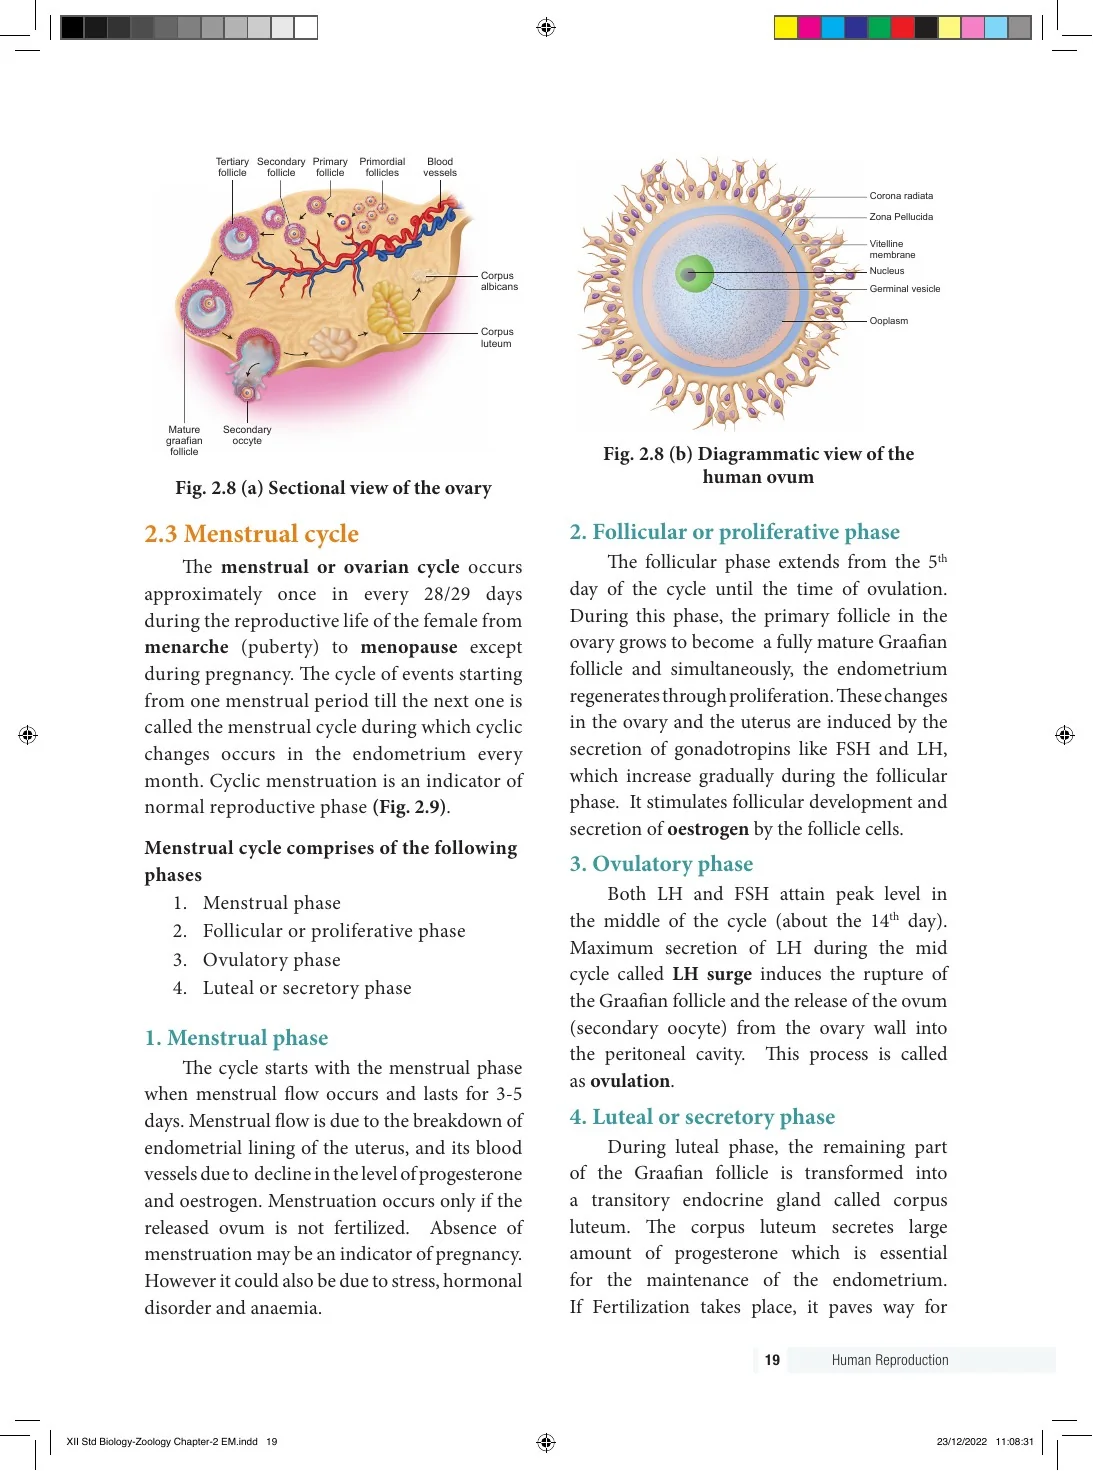 Tertiary follicle
Secondary follicle
Primary follicle
Primordial follicles
Blood vessels
Corpus albicans
Corpus luteum
Mature graafian follicle
Secondary occyte
Fig. 2.8 (a) Sectional view of the ovary
Corona radiata
Zona Pellucida
Vitelline membrane
Nucleus
Germinal vesicle
Ooplasm
Fig. 2.8 (b) Diagrammatic view of the
human ovum
2.3 Menstrual cycle
The menstrual or ovarian cycle occurs
approximately once in every 28/29 days
during the reproductive life of the female from
menarche (puberty) to menopause except
during pregnancy. The cycle of events starting
from one menstrual period till the next one is
called the menstrual cycle during which cyclic
changes occurs in the endometrium every
month. Cyclic menstruation is an indicator of
normal reproductive phase (Fig. 2.9).
Menstrual cycle comprises of the following
phases
1. Menstrual phase
2. Follicular or proliferative phase
3. Ovulatory phase
4. Luteal or secretory phase
1. Menstrual phase
The cycle starts with the menstrual phase
when menstrual flow occurs and lasts for 3-5
days. Menstrual flow is due to the breakdown of
endometrial lining of the uterus, and its blood
vessels due to decline in the level of progesterone
and oestrogen. Menstruation occurs only if the
released ovum is not fertilized. Absence of
menstruation may be an indicator of pregnancy.
However it could also be due to stress, hormonal
disorder and anaemia.
2. Follicular or proliferative phase
The follicular phase extends from the 5th
day of the cycle until the time of ovulation.
During this phase, the primary follicle in the
ovary grows to become a fully mature Graafian
follicle and simultaneously, the endometrium
regenerates through proliferation. These changes
in the ovary and the uterus are induced by the
secretion of gonadotropins like FSH and LH,
which increase gradually during the follicular
phase. It stimulates follicular development and
secretion of oestrogen by the follicle cells.
3. Ovulatory phase
Both LH and FSH attain peak level in
the middle of the cycle (about the 14th day).
Maximum secretion of LH during the mid
cycle called LH surge induces the rupture of
the Graafian follicle and the release of the ovum
(secondary oocyte) from the ovary wall into
the peritoneal cavity. This process is called
as ovulation.
4. Luteal or secretory phase
During luteal phase, the remaining part
of the Graafian follicle is transformed into
a transitory endocrine gland called corpus
luteum. The corpus luteum secretes large
amount of progesterone which is essential
for the maintenance of the endometrium.
If Fertilization takes place, it paves way for
19 Human Reproduction
XII Std Biology-Zoology Chapter-2 EM.indd 19
23/12/2022 11:08:31